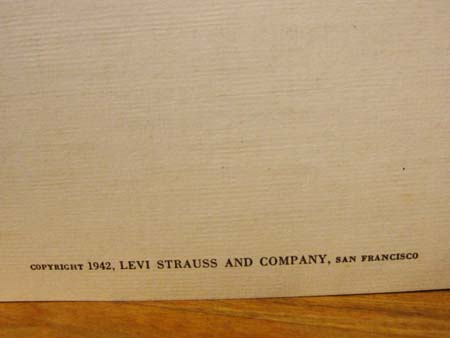 COPYRIGHT 1942, LEVI STRAUSS AND COMPANY, SAN FRANCISCO